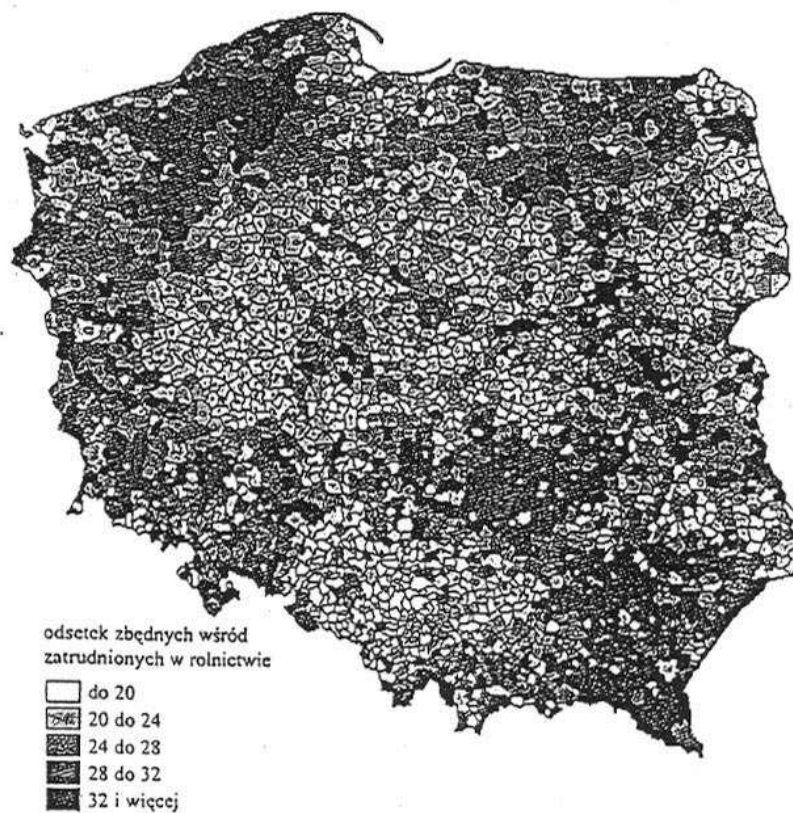 odsetek zbędnych wśród
zatrudnionych w rolnictwie
do 20
20 do 24
24 do 28
28 do 32
32 i więcej